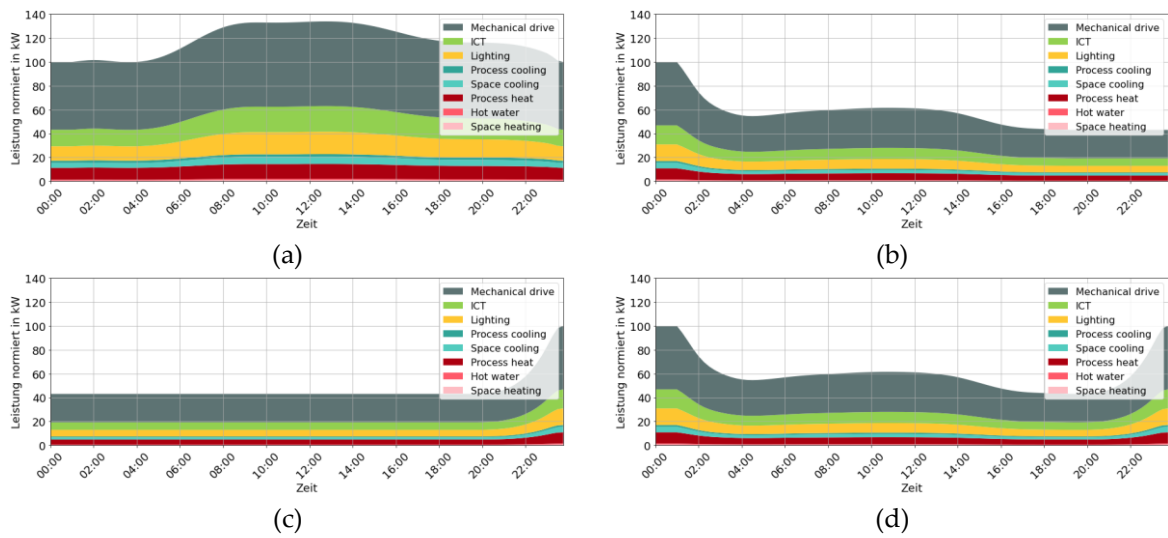 Leistung normiert in kW
140
120
100
80
60
40
20
0
Mechanical drive
ICT
Lighting
Process cooling
Space cooling
Process heat
Hot water
Space heating
00:00 02:00 04:00 06:00 08:00 10:00 12:00 14:00 16:00 18:00 20:00 22:00
Zeit
(a)
Leistung normiert in kW
140
120
100
80
60
40
20
0
Mechanical drive
ICT
Lighting
Process cooling
Space cooling
Process heat
Hot water
Space heating
00:00 02:00 04:00 06:00 08:00 10:00 12:00 14:00 16:00 18:00 20:00 22:00
Zeit
(b)
Leistung normiert in kW
140
120
100
80
60
40
20
0
Mechanical drive
ICT
Lighting
Process cooling
Space cooling
Process heat
Hot water
Space heating
00:00 02:00 04:00 06:00 08:00 10:00 12:00 14:00 16:00 18:00 20:00 22:00
Zeit
(c)
Leistung normiert in kW
140
120
100
80
60
40
20
0
Mechanical drive
ICT
Lighting
Process cooling
Space cooling
Process heat
Hot water
Space heating
00:00 02:00 04:00 06:00 08:00 10:00 12:00 14:00 16:00 18:00 20:00 22:00
Zeit
(d)